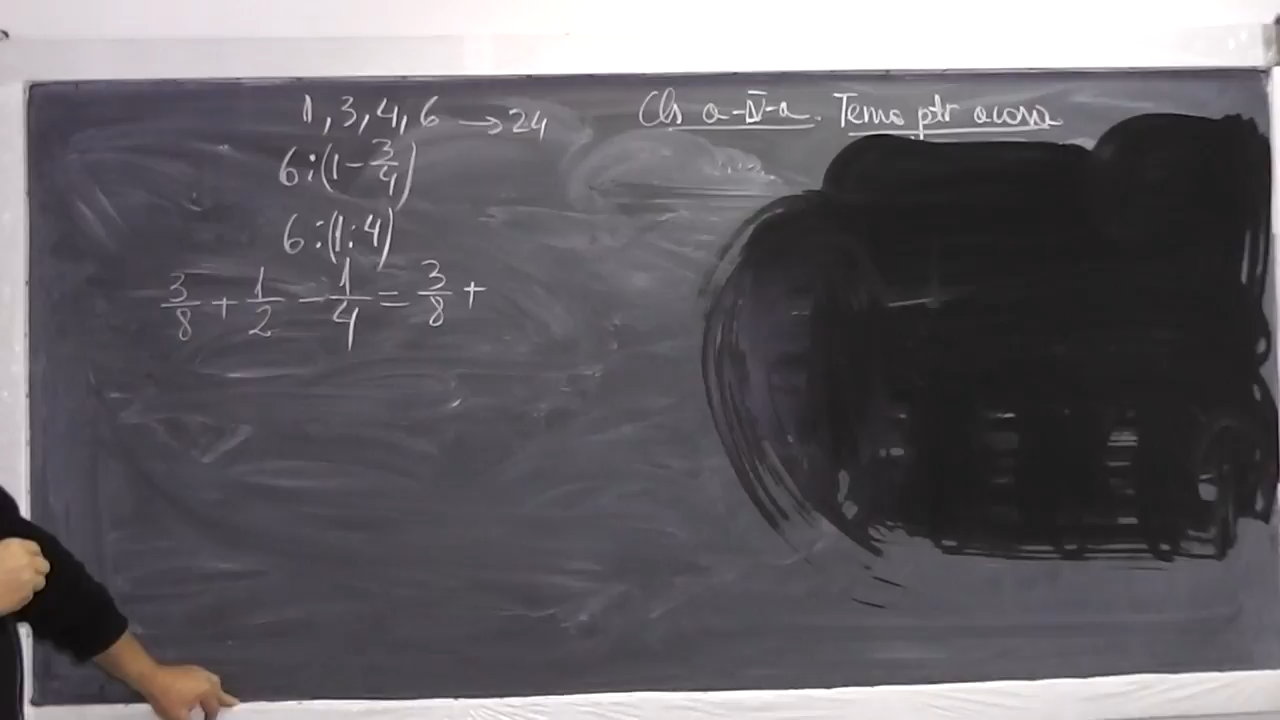 1, 3, 4, 6 → 24
6 : (1 - 3/4)
6 : (1 : 4)
3/8 + 1/2 - 1/4 = 3/8 +
Cls a-IV-a. Tema ptr acasa